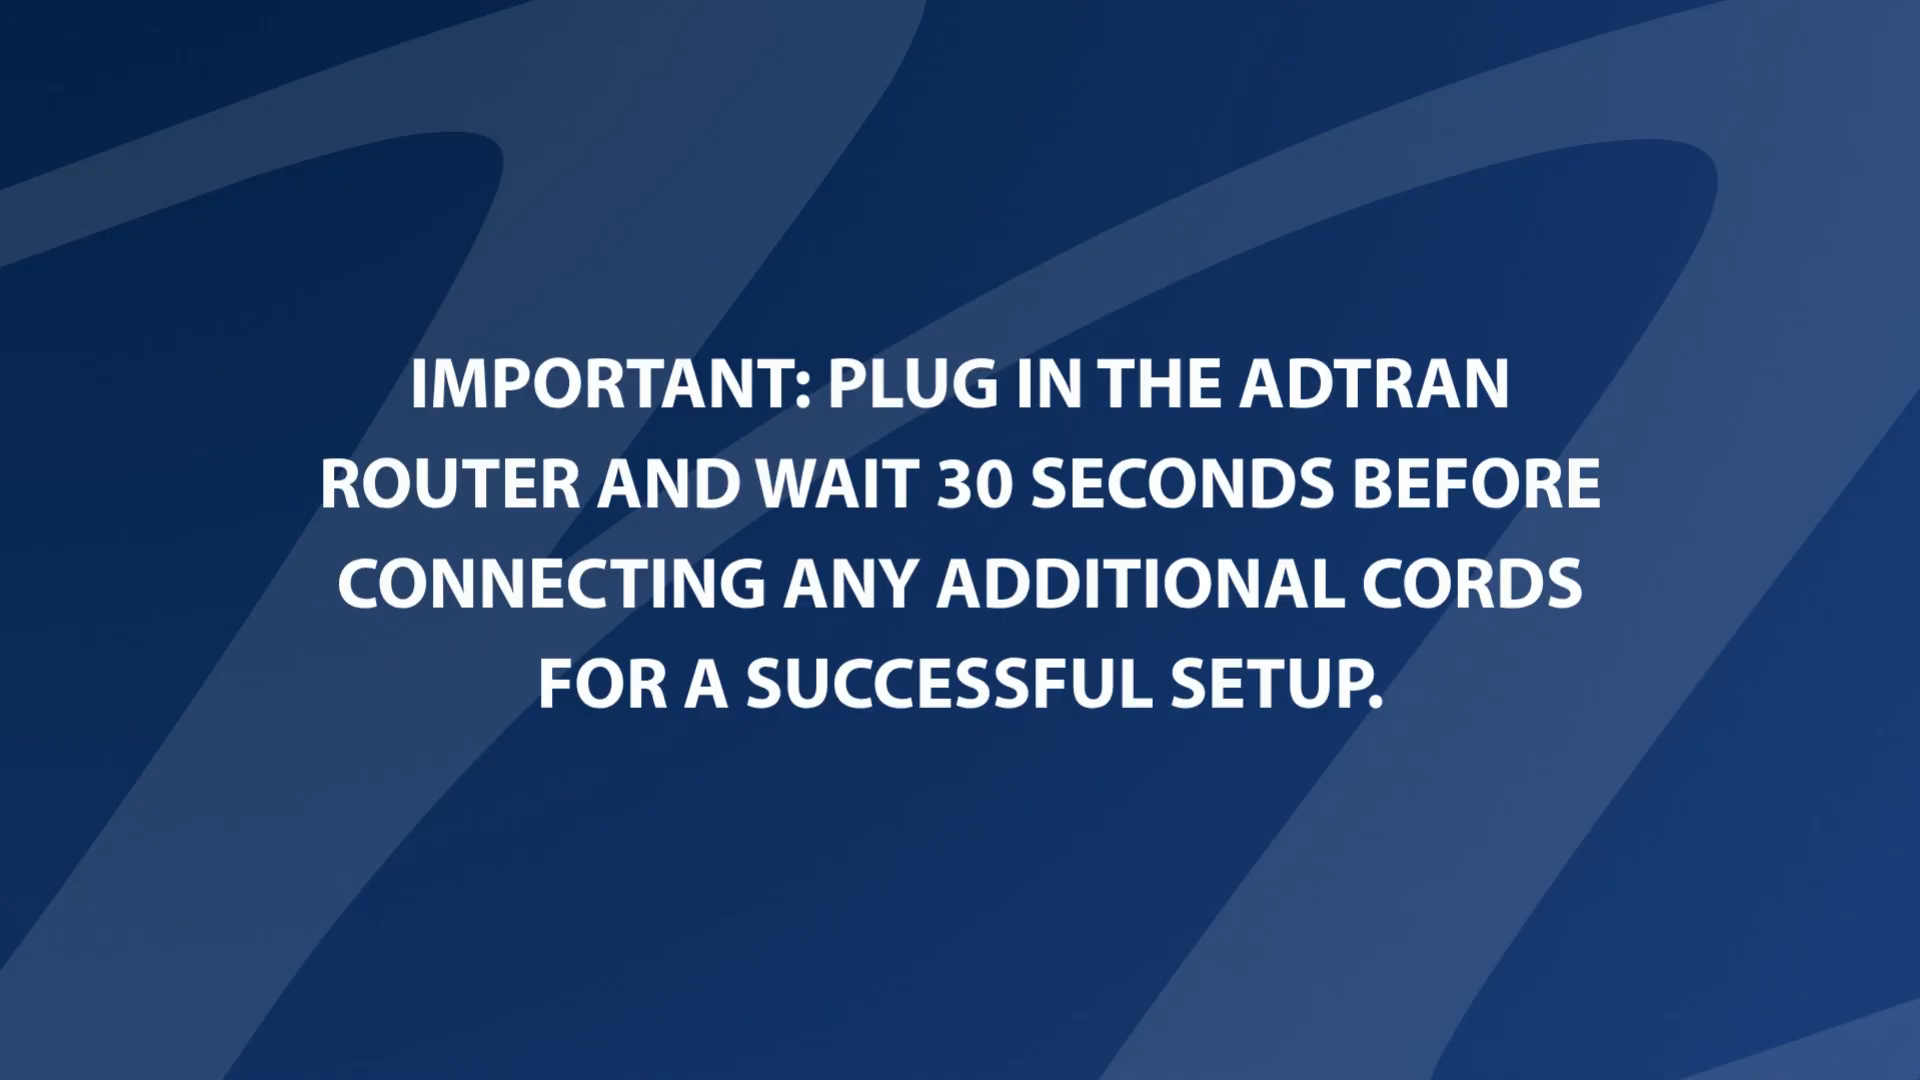 IMPORTANT: PLUG IN THE ADTRAN
ROUTER AND WAIT 30 SECONDS BEFORE
CONNECTING ANY ADDITIONAL CORDS
FOR A SUCCESSFUL SETUP.